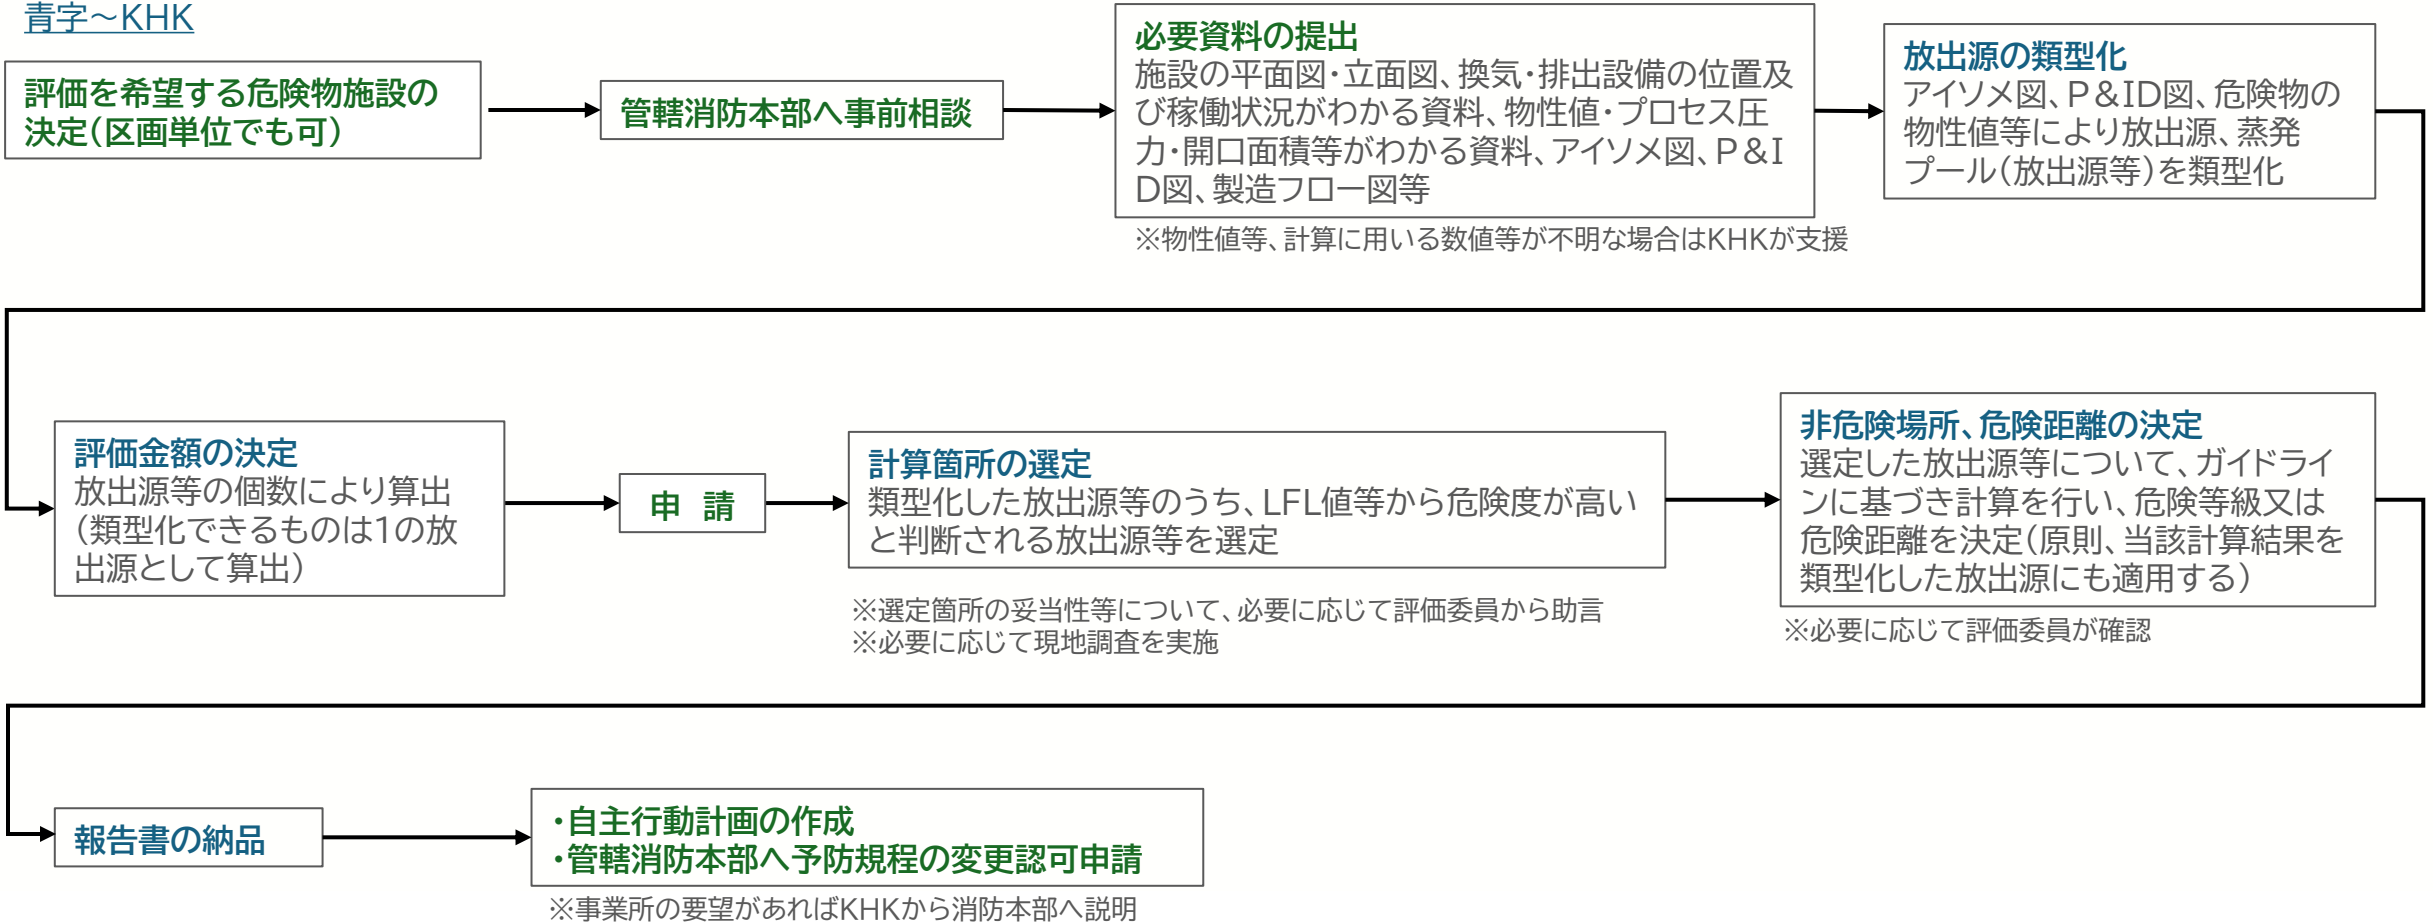 青字～KHK
評価を希望する危険物施設の
決定(区画単位でも可)
管轄消防本部へ事前相談
必要資料の提出
施設の平面図・立面図、換気・排出設備の位置及
び稼働状況がわかる資料、物性値・プロセス圧
力・開口面積等がわかる資料、アイソメ図、P&I
D図、製造フロー図等
※物性値等、計算に用いる数値等が不明な場合はKHKが支援
放出源の類型化
アイソメ図、P&ID図、危険物の
物性値等により放出源、蒸発
プール(放出源等)を類型化
評価金額の決定
放出源等の個数により算出
(類型化できるものは1の放
出源として算出)
申 請
計算箇所の選定
類型化した放出源等のうち、LFL値等から危険度が高い
と判断される放出源等を選定
※選定箇所の妥当性等について、必要に応じて評価委員から助言
※必要に応じて現地調査を実施
非危険場所、危険距離の決定
選定した放出源等について、ガイドライ
ンに基づき計算を行い、危険等級又は
危険距離を決定(原則、当該計算結果を
類型化した放出源にも適用する)
※必要に応じて評価委員が確認
報告書の納品
・自主行動計画の作成
・管轄消防本部へ予防規程の変更認可申請
※事業所の要望があればKHKから消防本部へ説明